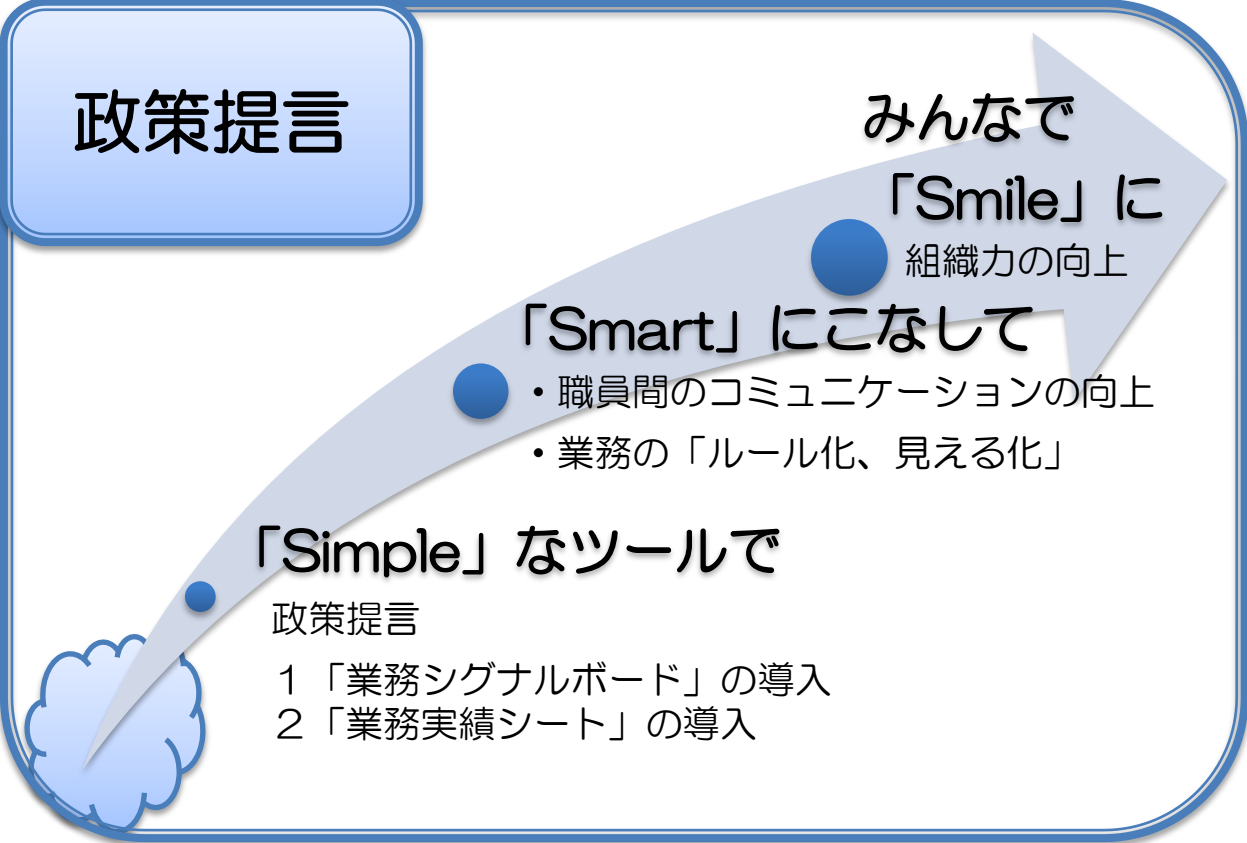 政策提言
みんなで
「Smile」に
組織力の向上
「Smart」にこなして
・職員間のコミュニケーションの向上
・業務の「ルール化、見える化」
「Simple」なツールで
政策提言
１「業務シグナルボード」の導入
２「業務実績シート」の導入